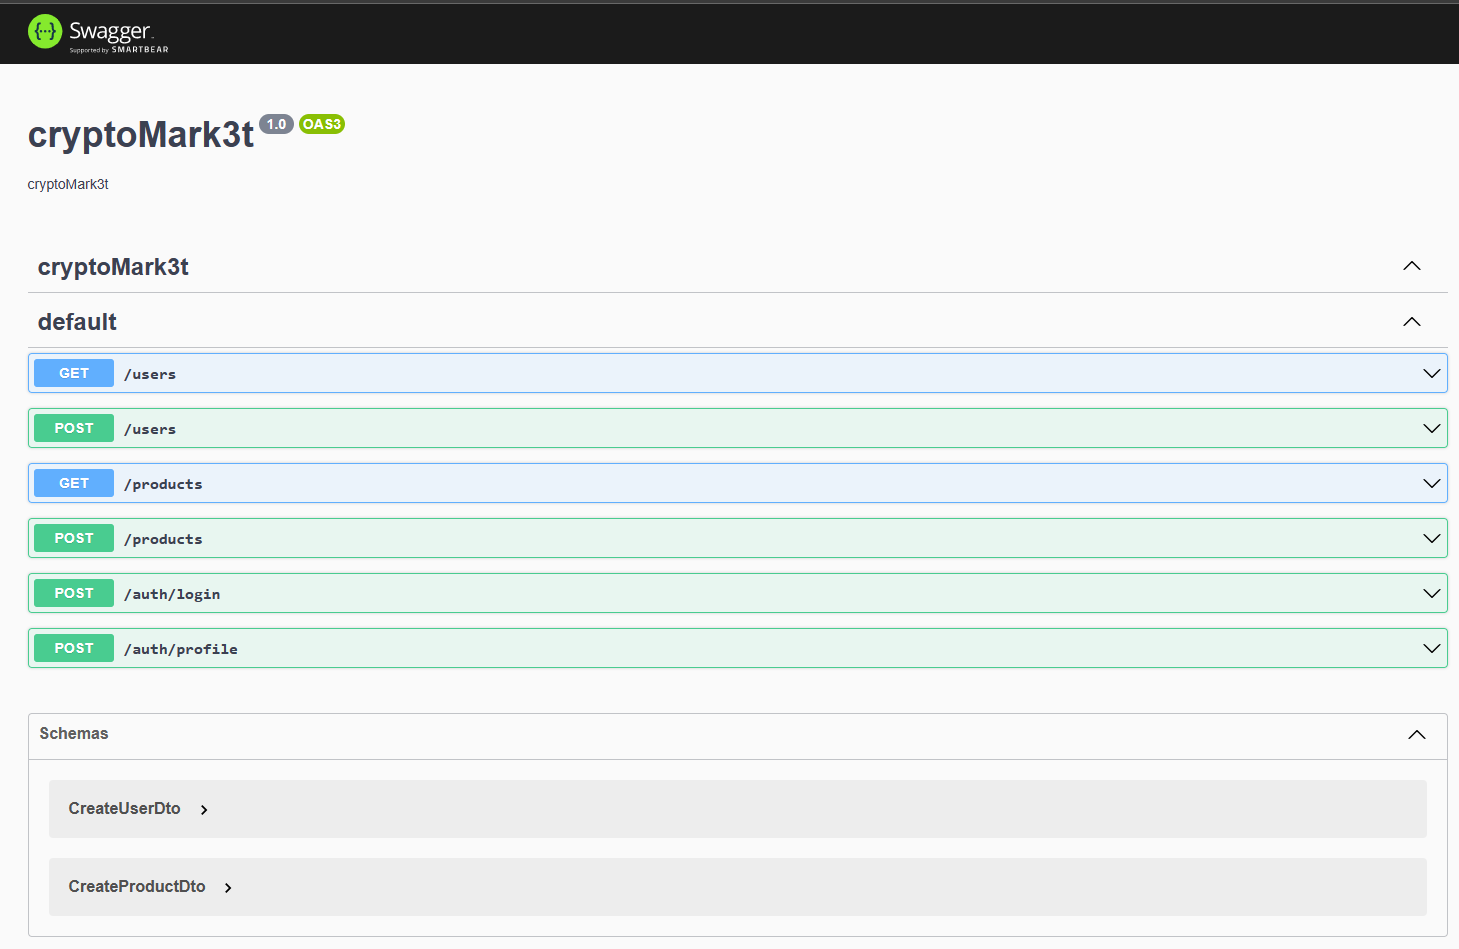 {···} Swagger.
Supported by SMARTBEAR
cryptoMark3t 1.0 OAS3
cryptoMark3t
cryptoMark3t
default
GET /users
POST /users
GET /products
POST /products
POST /auth/login
POST /auth/profile
Schemas
CreateUserDto
CreateProductDto